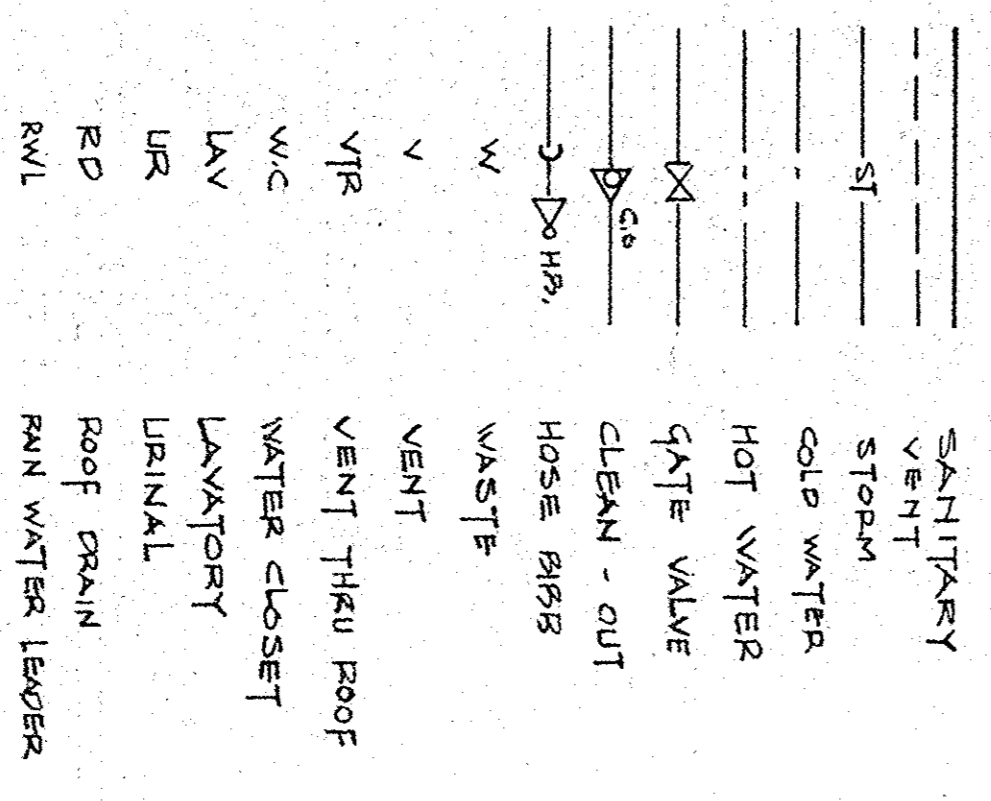 SANITARY
VENT
ST STORM
COLD WATER
HOT WATER
GATE VALVE
C.O CLEAN - OUT
H.B. HOSE BIBB
W WASTE
V VENT
VTR VENT THRU ROOF
W.C WATER CLOSET
LAV LAVATORY
UR URINAL
RD ROOF DRAIN
RWL RAIN WATER LEADER